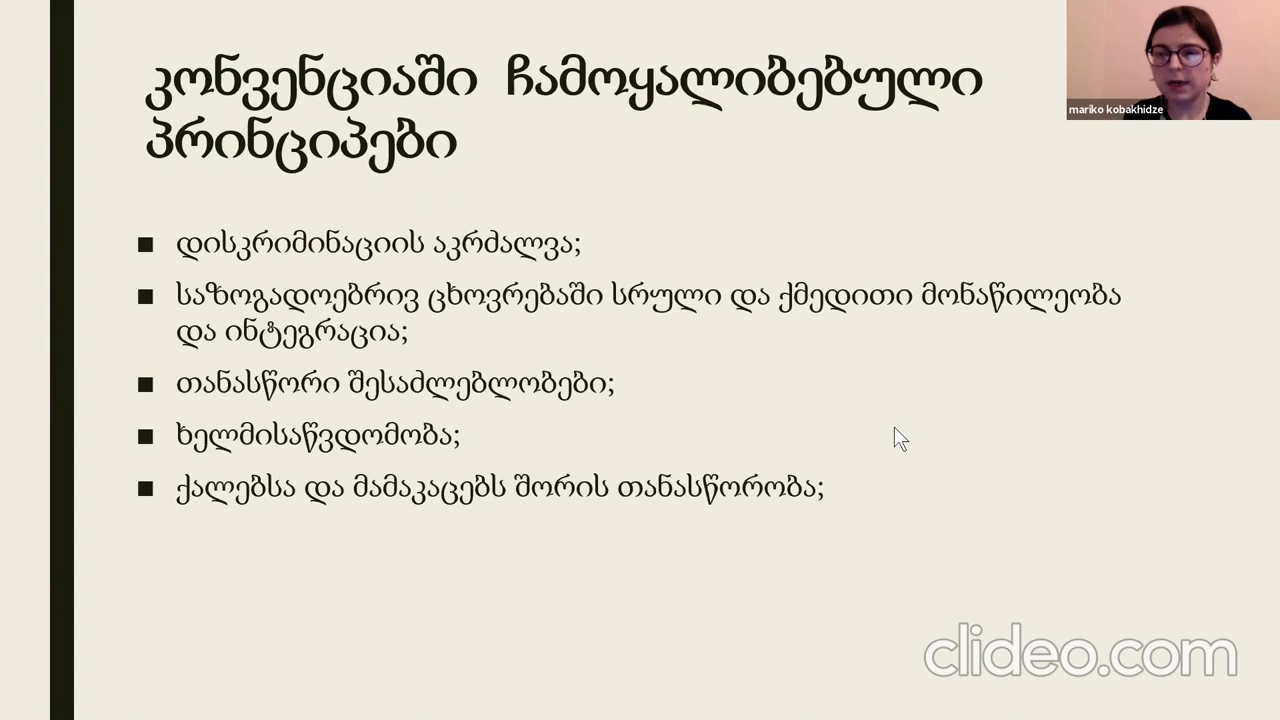 კონვენციაში ჩამოყალიბებული
პრინციპები
mariko kobakhidze
■ დისკრიმინაციის აკრძალვა;
■ საზოგადოებრივ ცხოვრებაში სრული და ქმედითი მონაწილეობა
და ინტეგრაცია;
■ თანასწორი შესაძლებლობები;
■ ხელმისაწვდომობა;
■ ქალებსა და მამაკაცებს შორის თანასწორობა;
clideo.com